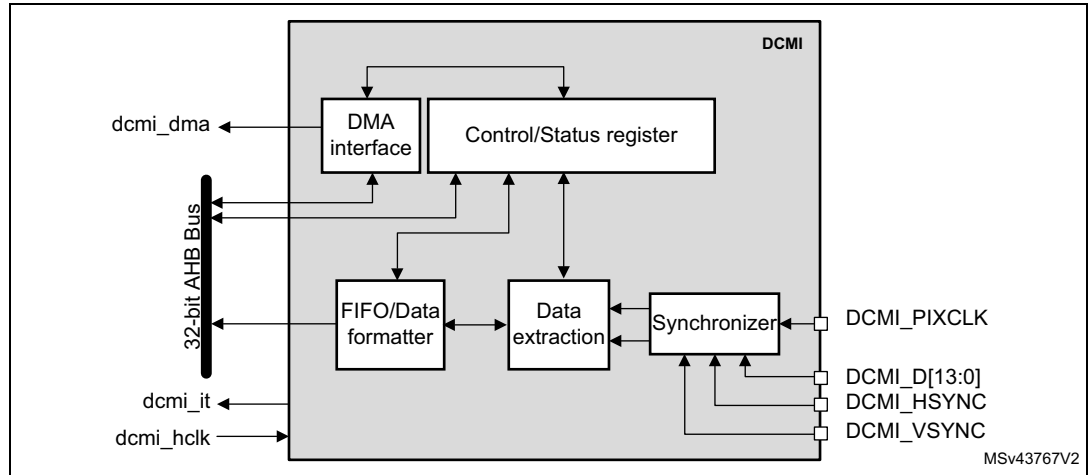 DCMI
dcmi_dma
DMA
interface
Control/Status register
32-bit AHB Bus
FIFO/Data
formatter
Data
extraction
Synchronizer
DCMI_PIXCLK
DCMI_D[13:0]
DCMI_HSYNC
DCMI_VSYNC
dcmi_it
dcmi_hclk
MSv43767V2